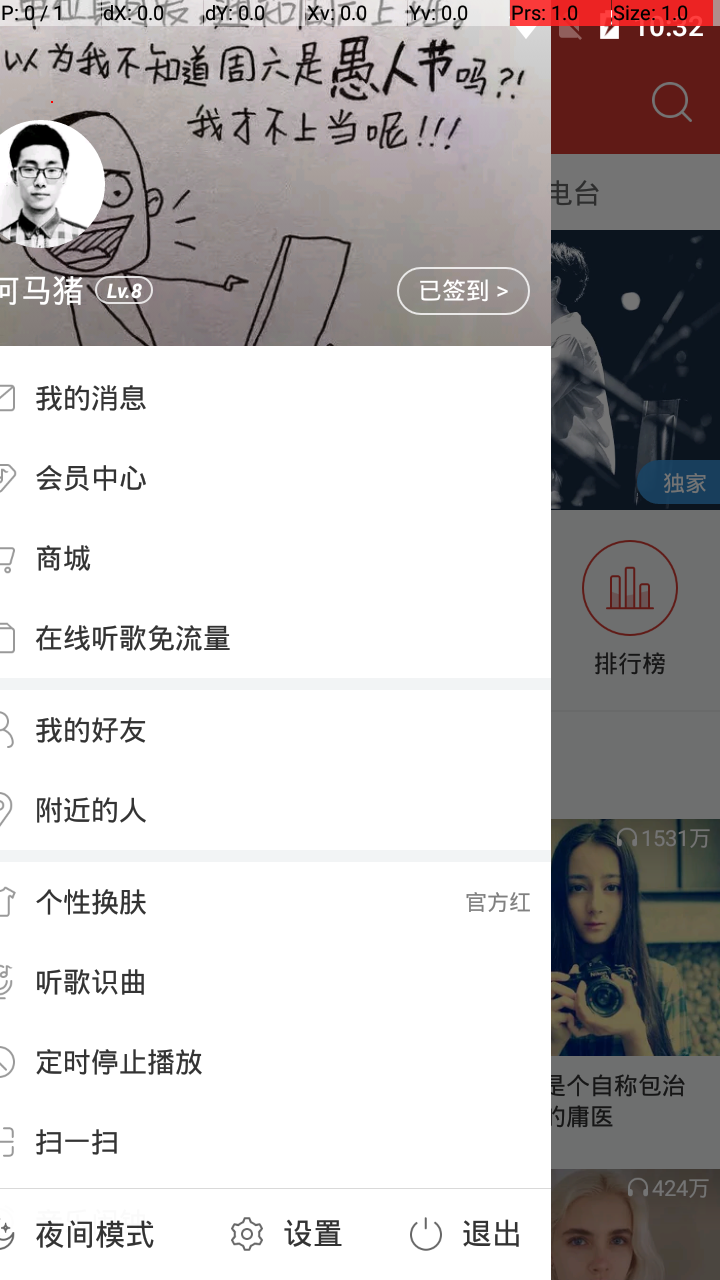 P: 0 / 1 dX: 0.0 dY: 0.0 Xv: 0.0 Yv: 0.0 Prs: 1.0 Size: 1.0
10:32
以为我不知道周六是愚人节吗?!
我才不上当呢!!!
电台
河马猪 Lv.8 已签到 >
我的消息
会员中心
独家
商城
在线听歌免流量
排行榜
我的好友
附近的人
1531万
个性换肤 官方红
听歌识曲
定时停止播放
是个自称包治
的庸医
扫一扫
424万
夜间模式 设置 退出